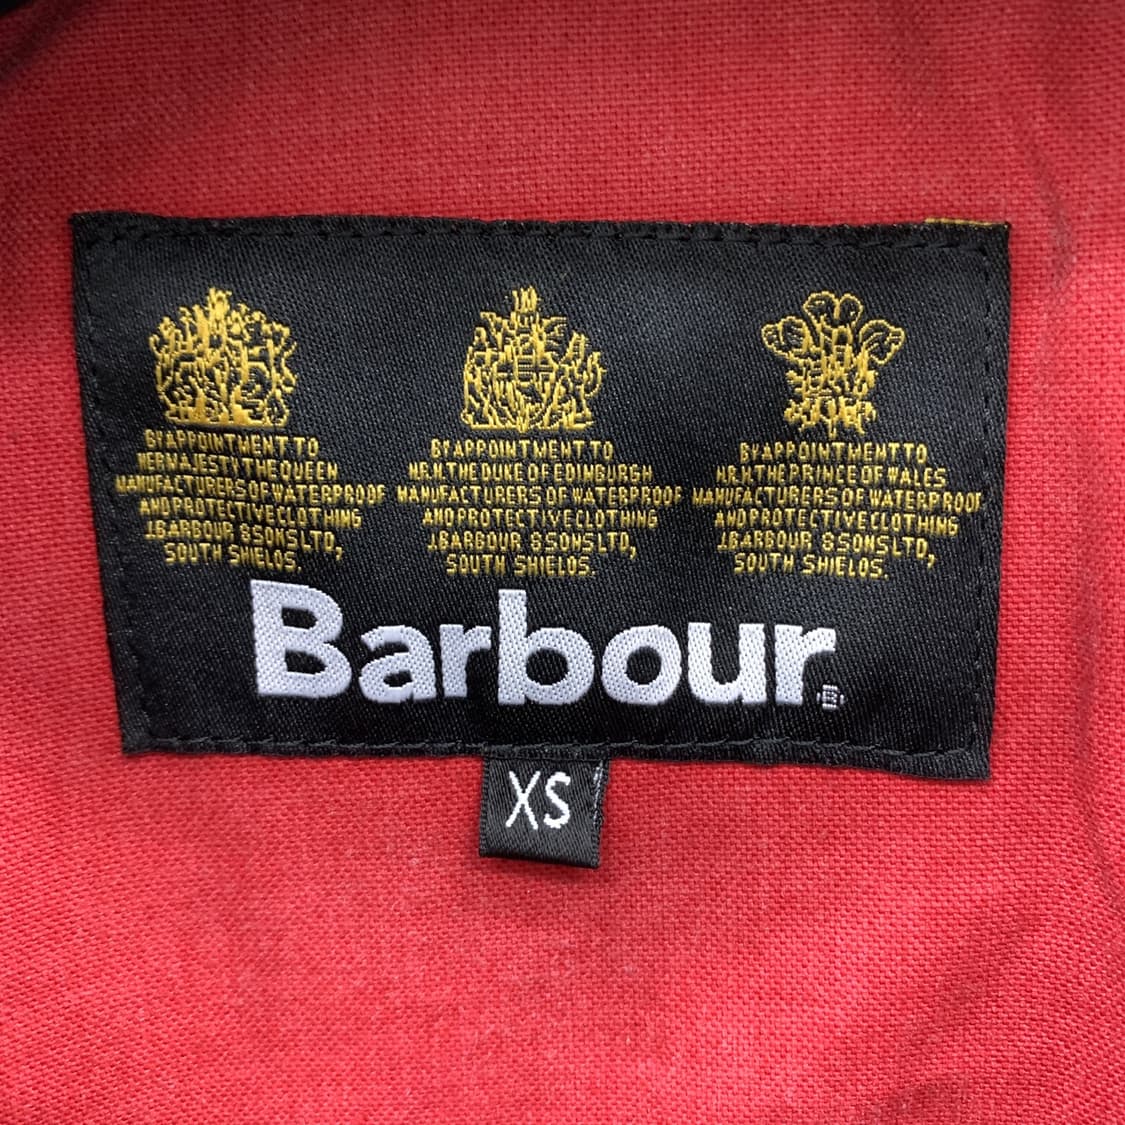 BY APPOINTMENT TO
HER MAJESTY THE QUEEN
MANUFACTURERS OF WATERPROOF
AND PROTECTIVE CLOTHING
J.BARBOUR & SONS LTD,
SOUTH SHIELDS.
BY APPOINTMENT TO
H.R.H. THE DUKE OF EDINBURGH
MANUFACTURERS OF WATERPROOF
AND PROTECTIVE CLOTHING
J.BARBOUR & SONS LTD,
SOUTH SHIELDS.
BY APPOINTMENT TO
H.R.H. THE PRINCE OF WALES
MANUFACTURERS OF WATERPROOF
AND PROTECTIVE CLOTHING
J.BARBOUR & SONS LTD,
SOUTH SHIELDS.
Barbour®
XS